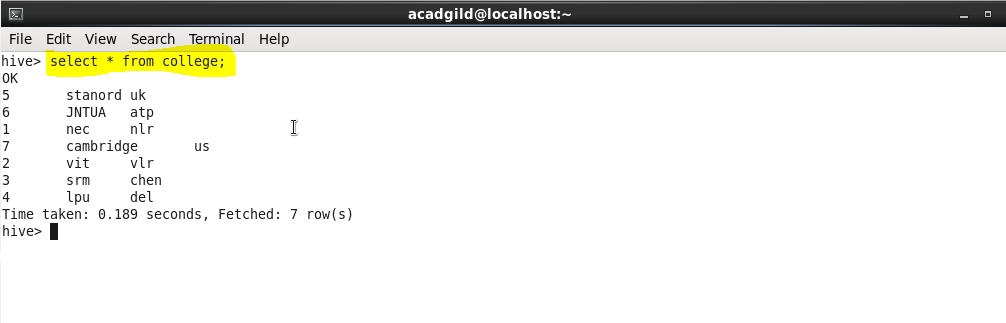 acadgild@localhost:~
File Edit View Search Terminal Help
hive> select * from college;
OK
5 stanord uk
6 JNTUA atp
1 nec nlr
7 cambridge us
2 vit vlr
3 srm chen
4 lpu del
Time taken: 0.189 seconds, Fetched: 7 row(s)
hive>